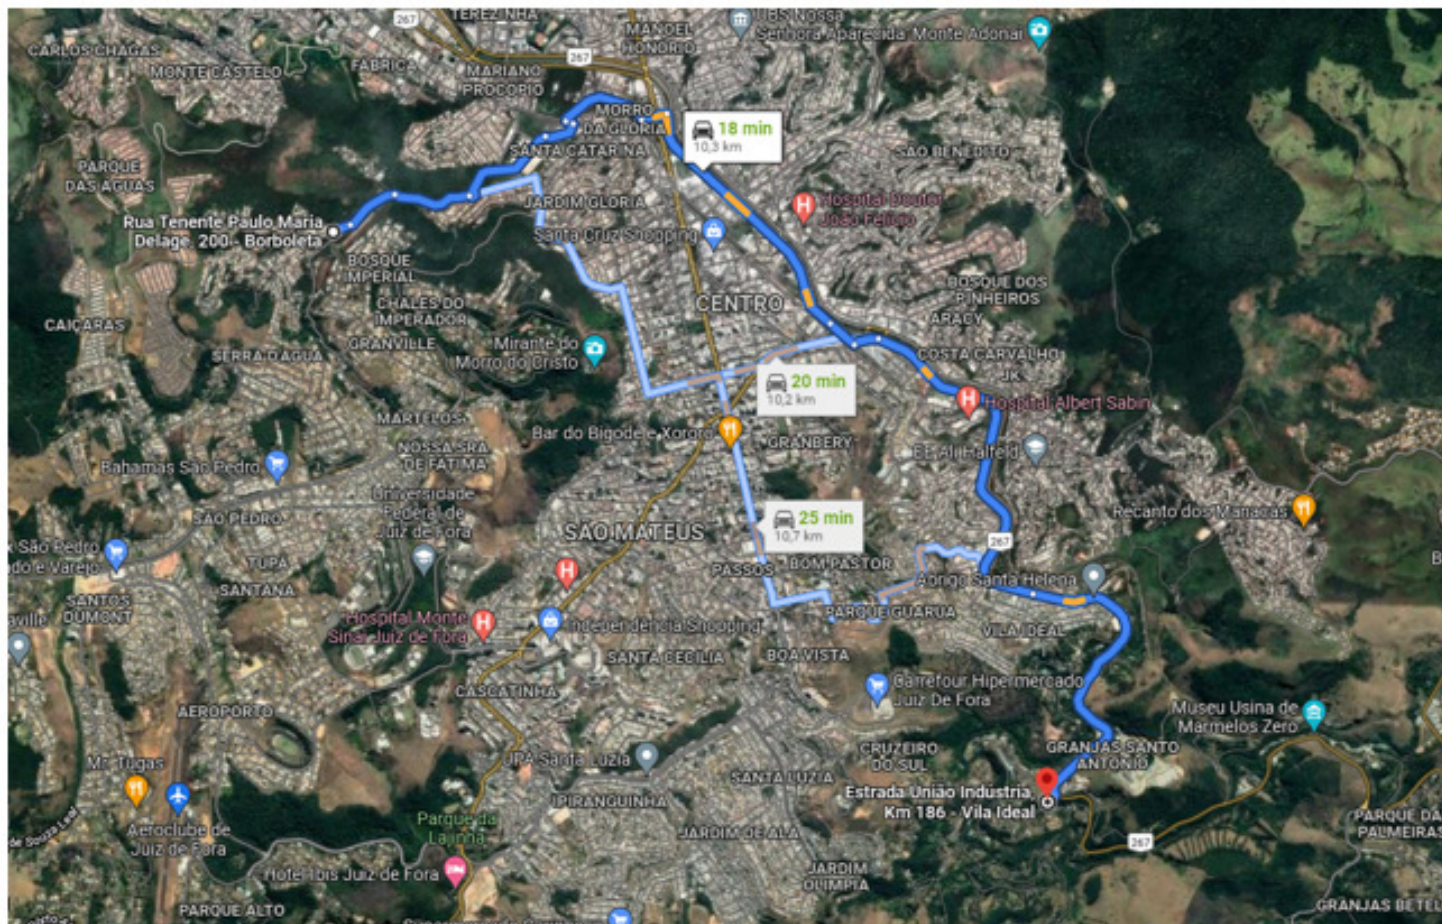 267
TEREZINHA
UBS Nossa
Senhora Aparecida
Monte Adonai
MANOEL
HONÓRIO
CARLOS CHAGAS
MONTE CASTELO
FÁBRICA
267
MARIANO
PROCÓPIO
MORRO
DA GLÓRIA
18 min
10,3 km
SANTA CATARINA
SÃO BENEDITO
PARQUE
DAS ÁGUAS
JARDIM GLÓRIA
Hospital Doutor
João Felício
Rua Tenente Paulo Maria
Delage, 200 - Borboleta
Santa Cruz Shopping
BOSQUE
IMPERIAL
BOSQUE DOS
PINHEIROS
CHALÉS DO
IMPERADOR
CENTRO
ARACY
CAIÇARAS
GRANVILLE
SERRA D'ÁGUA
Mirante do
Morro do Cristo
COSTA CARVALHO
JK
20 min
10,2 km
Hospital Albert Sabin
MARTELOS
Bar do Bigode e Xororó
GRANBERY
NOSSA SRA
DE FÁTIMA
EE Ali Halfeld
Bahamas São Pedro
Universidade
Federal de
Juiz de Fora
SÃO PEDRO
25 min
10,7 km
Recanto dos Manacás
SÃO MATEUS
267
x São Pedro
ado e Varejo
TUPÃ
PASSOS
BOM PASTOR
SANTANA
Abrigo Santa Helena
SANTOS
DUMONT
PARQUE GUARUÁ
aville
Hospital Monte
Sinai Juiz de Fora
Independência Shopping
VILA IDEAL
SANTA CECÍLIA
BOA VISTA
Carrefour Hipermercado
Juiz De Fora
CASCATINHA
AEROPORTO
Museu Usina de
Marmelos Zero
CRUZEIRO
DO SUL
GRANJAS SANTO
ANTÔNIO
Mr. Tugas
UPA Santa Luzia
SANTA LUZIA
Estrada União Indústria,
Km 186 - Vila Ideal
IPIRANGUINHA
Parque da
Lajinha
JARDIM DE ALÁ
PARQUE DA
PALMEIRAS
de Souza Leal
Aeroclube de
Juiz de Fora
267
Hotel Ibis Juiz de Fora
JARDIM
OLÍMPIA
PARQUE ALTO
GRANJAS BETEL